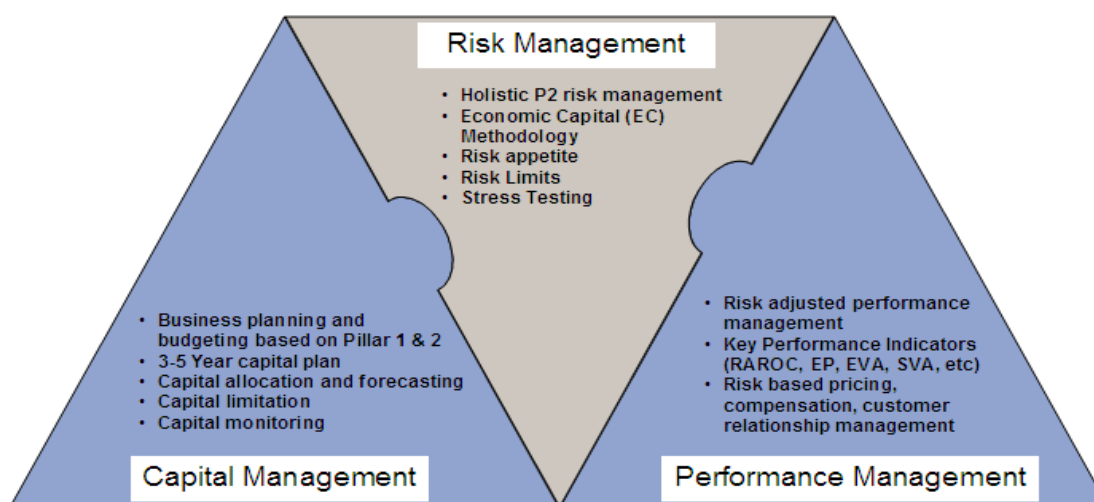 Risk Management
• Holistic P2 risk management
• Economic Capital (EC)
Methodology
• Risk appetite
• Risk Limits
• Stress Testing
• Business planning and
budgeting based on Pillar 1 & 2
• 3-5 Year capital plan
• Capital allocation and forecasting
• Capital limitation
• Capital monitoring
Capital Management
• Risk adjusted performance
management
• Key Performance Indicators
(RAROC, EP, EVA, SVA, etc)
• Risk based pricing,
compensation, customer
relationship management
Performance Management